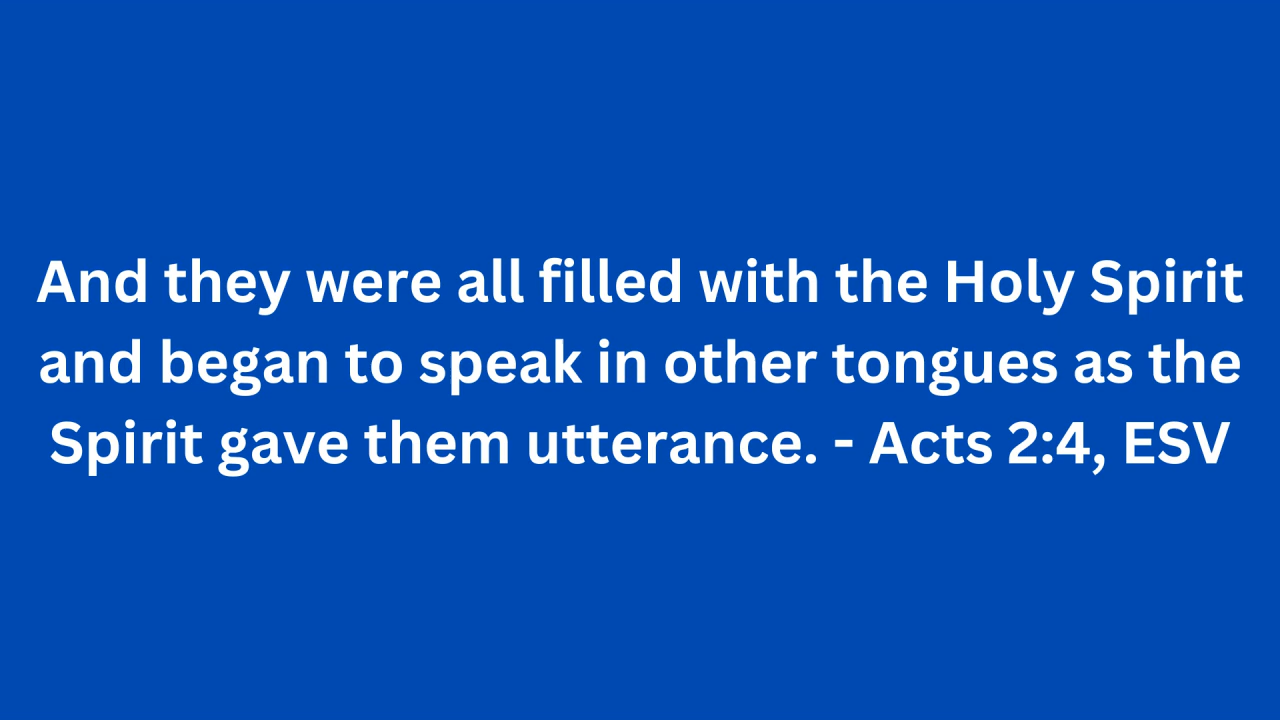 And they were all filled with the Holy Spirit
and began to speak in other tongues as the
Spirit gave them utterance. - Acts 2:4, ESV